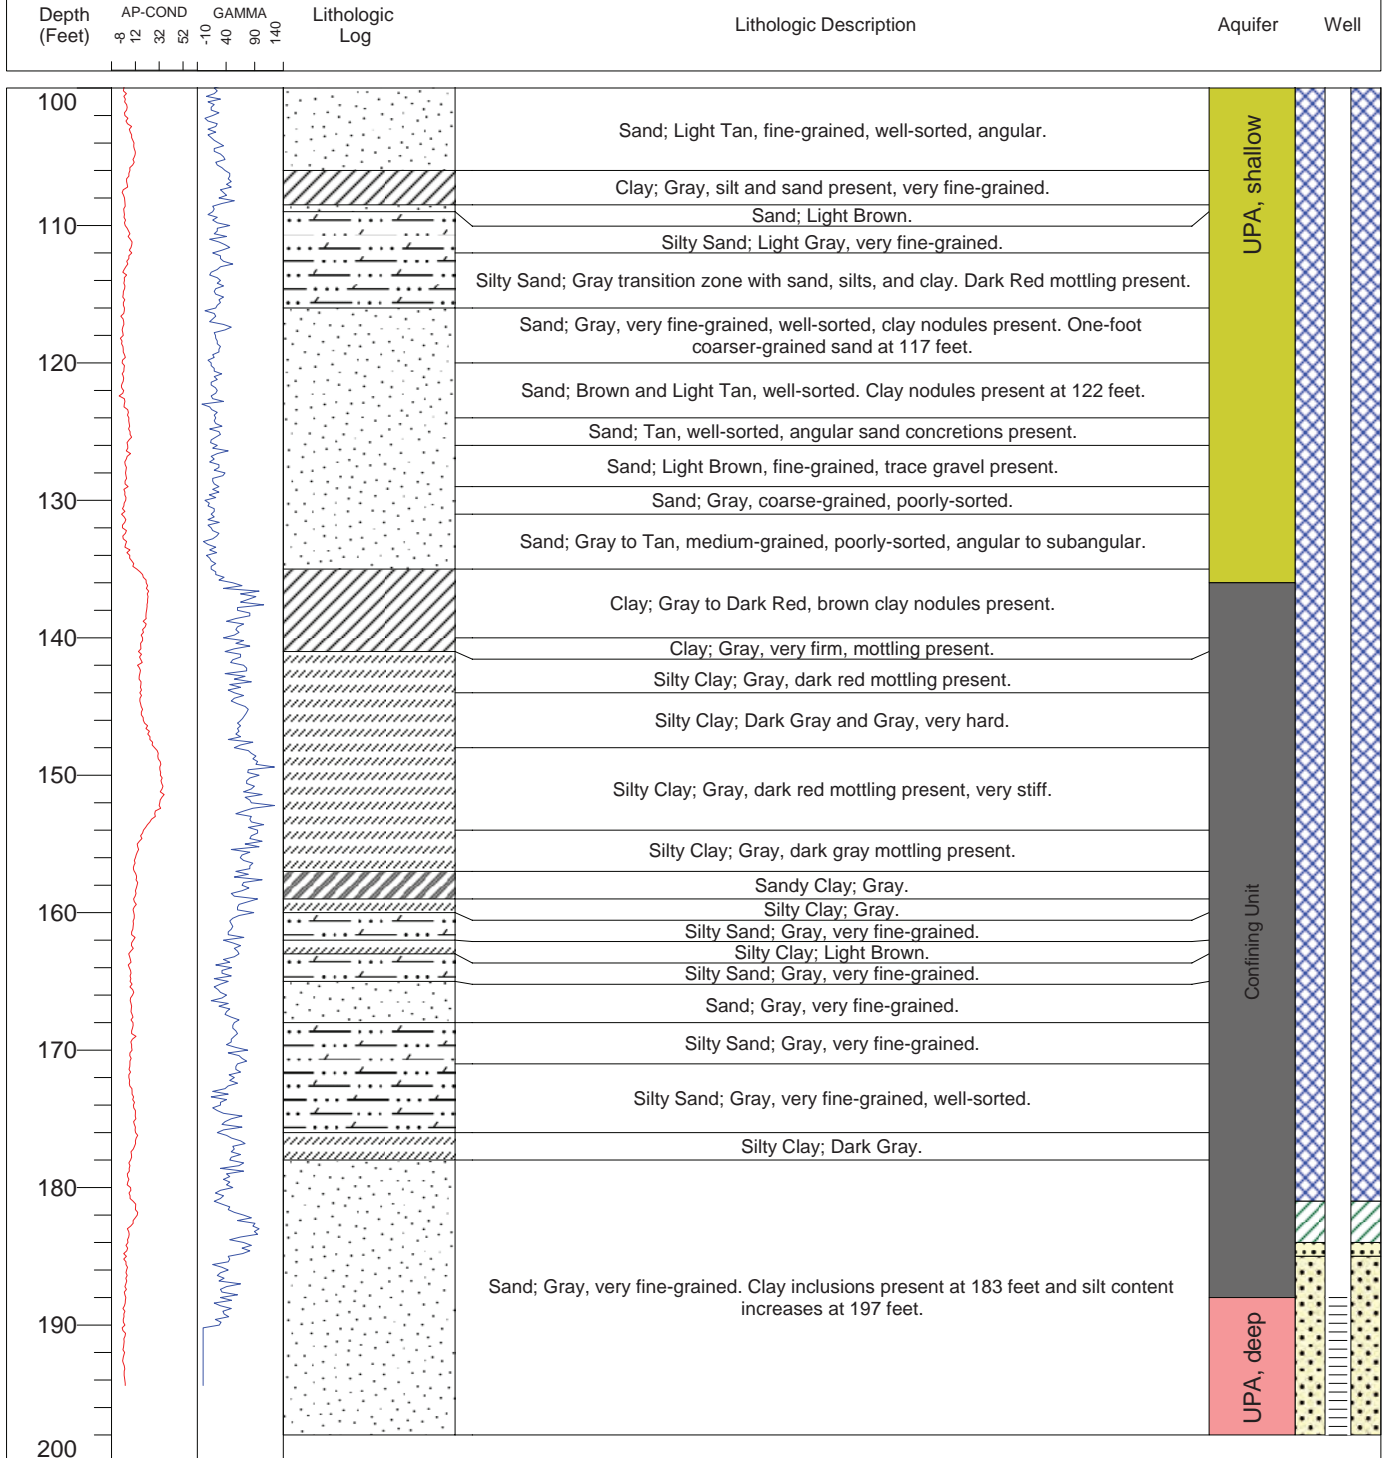 Depth
(Feet)
AP-COND
-8 12 32 52
GAMMA
-10 40 90 140
Lithologic
Log
Lithologic Description
Aquifer
Well
100
Sand; Light Tan, fine-grained, well-sorted, angular.
UPA, shallow
Clay; Gray, silt and sand present, very fine-grained.
Sand; Light Brown.
110
Silty Sand; Light Gray, very fine-grained.
Silty Sand; Gray transition zone with sand, silts, and clay. Dark Red mottling present.
Sand; Gray, very fine-grained, well-sorted, clay nodules present. One-foot
coarser-grained sand at 117 feet.
120
Sand; Brown and Light Tan, well-sorted. Clay nodules present at 122 feet.
Sand; Tan, well-sorted, angular sand concretions present.
Sand; Light Brown, fine-grained, trace gravel present.
130
Sand; Gray, coarse-grained, poorly-sorted.
Sand; Gray to Tan, medium-grained, poorly-sorted, angular to subangular.
Clay; Gray to Dark Red, brown clay nodules present.
140
Clay; Gray, very firm, mottling present.
Silty Clay; Gray, dark red mottling present.
Silty Clay; Dark Gray and Gray, very hard.
150
Silty Clay; Gray, dark red mottling present, very stiff.
Silty Clay; Gray, dark gray mottling present.
Sandy Clay; Gray.
160
Silty Clay; Gray.
Silty Sand; Gray, very fine-grained.
Silty Clay; Light Brown.
Silty Sand; Gray, very fine-grained.
Confining Unit
Sand; Gray, very fine-grained.
170
Silty Sand; Gray, very fine-grained.
Silty Sand; Gray, very fine-grained, well-sorted.
Silty Clay; Dark Gray.
180
Sand; Gray, very fine-grained. Clay inclusions present at 183 feet and silt content
increases at 197 feet.
190
UPA, deep
200